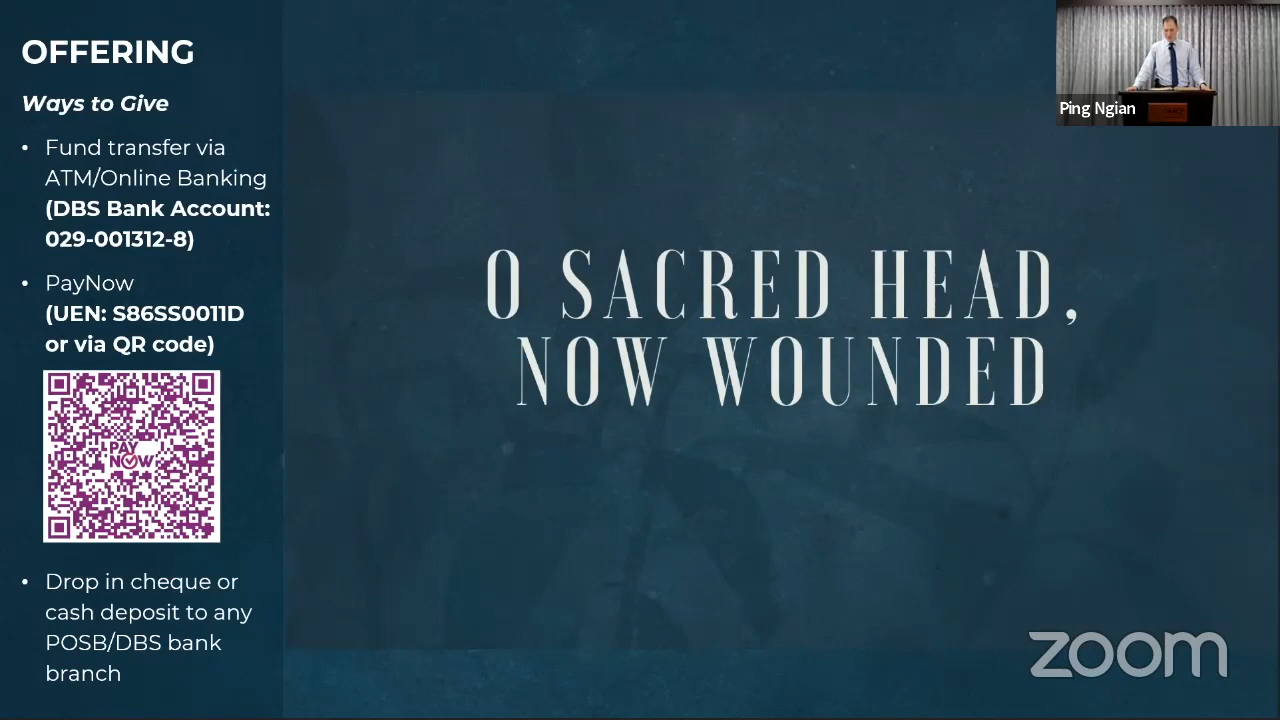 OFFERING
Ways to Give
• Fund transfer via
ATM/Online Banking
(DBS Bank Account:
029-001312-8)
• PayNow
(UEN: S86SS0011D
or via QR code)
PAY
NOW
• Drop in cheque or
cash deposit to any
POSB/DBS bank
branch
O SACRED HEAD,
NOW WOUNDED
Ping Ngian
zoom